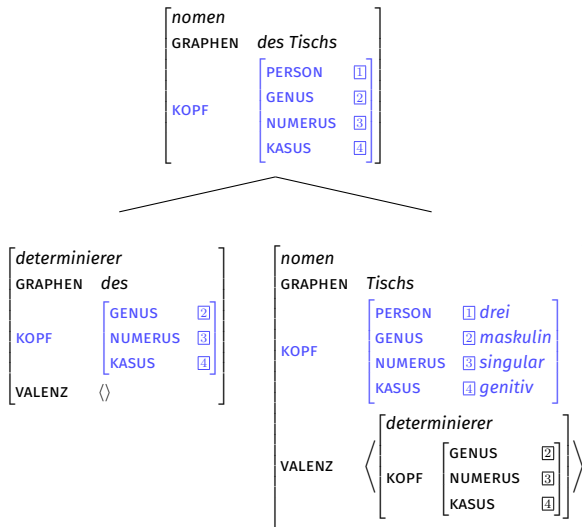 nomen
GRAPHEN des Tischs
KOPF
PERSON 1
GENUS 2
NUMERUS 3
KASUS 4
determinierer
GRAPHEN des
KOPF
GENUS 2
NUMERUS 3
KASUS 4
VALENZ ⟨⟩
nomen
GRAPHEN Tischs
KOPF
PERSON 1 drei
GENUS 2 maskulin
NUMERUS 3 singular
KASUS 4 genitiv
VALENZ
determinierer
KOPF
GENUS 2
NUMERUS 3
KASUS 4